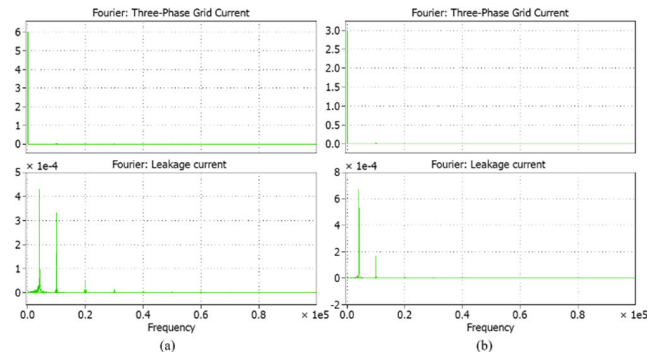 Fourier: Three-Phase Grid Current
6
5
4
3
2
1
0
× 1e-4
Fourier: Leakage current
5
4
3
2
1
0
0.0 0.2 0.4 0.6 0.8 × 1e5
Frequency
(a)
Fourier: Three-Phase Grid Current
3.0
2.5
2.0
1.5
1.0
0.5
0.0
× 1e-4
Fourier: Leakage current
8
6
4
2
0
-2
0.0 0.2 0.4 0.6 0.8 × 1e5
Frequency
(b)